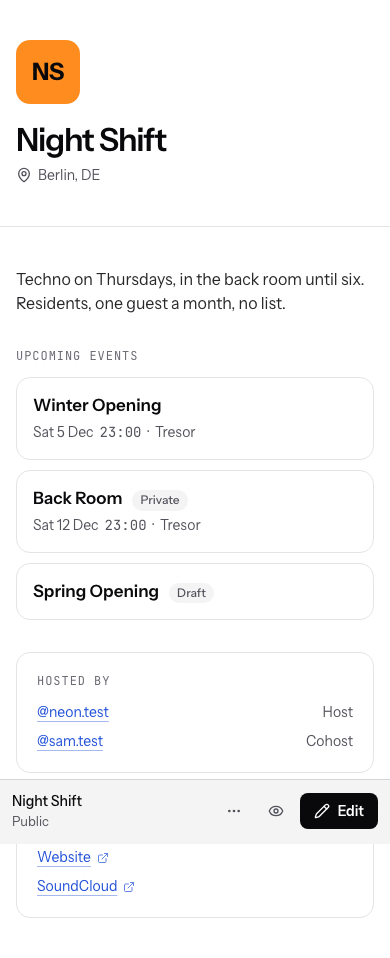 NS
Night Shift
Berlin, DE
Techno on Thursdays, in the back room until six.
Residents, one guest a month, no list.
UPCOMING EVENTS
Winter Opening
Sat 5 Dec 23:00 · Tresor
Back Room Private
Sat 12 Dec 23:00 · Tresor
Spring Opening Draft
HOSTED BY
@neon.test Host
@sam.test Cohost
Night Shift
Public
Edit
Website
SoundCloud